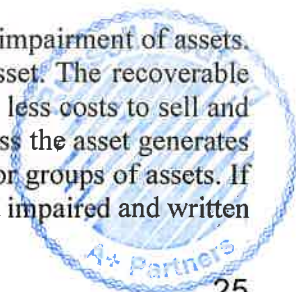 impairment of assets.
sset. The recoverable
less costs to sell and
ss the asset generates
or groups of assets. If
impaired and written
A+ Partners
25